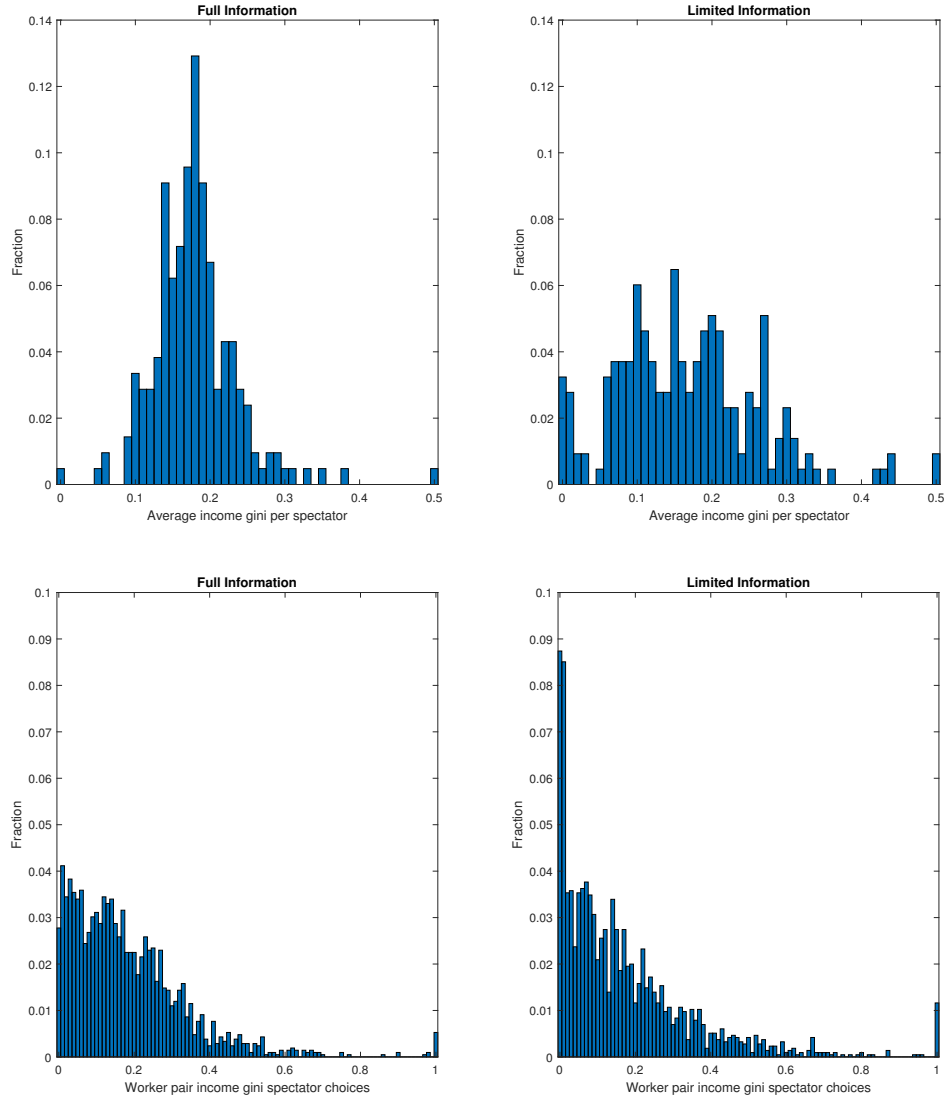 Full Information
0.14
0.12
0.1
0.08
0.06
0.04
0.02
0
Fraction
0 0.1 0.2 0.3 0.4 0.5
Average income gini per spectator
Limited Information
0.14
0.12
0.1
0.08
0.06
0.04
0.02
0
Fraction
0 0.1 0.2 0.3 0.4 0.5
Average income gini per spectator
Full Information
0.1
0.09
0.08
0.07
0.06
0.05
0.04
0.03
0.02
0.01
0
Fraction
0 0.2 0.4 0.6 0.8 1
Worker pair income gini spectator choices
Limited Information
0.1
0.09
0.08
0.07
0.06
0.05
0.04
0.03
0.02
0.01
0
Fraction
0 0.2 0.4 0.6 0.8 1
Worker pair income gini spectator choices